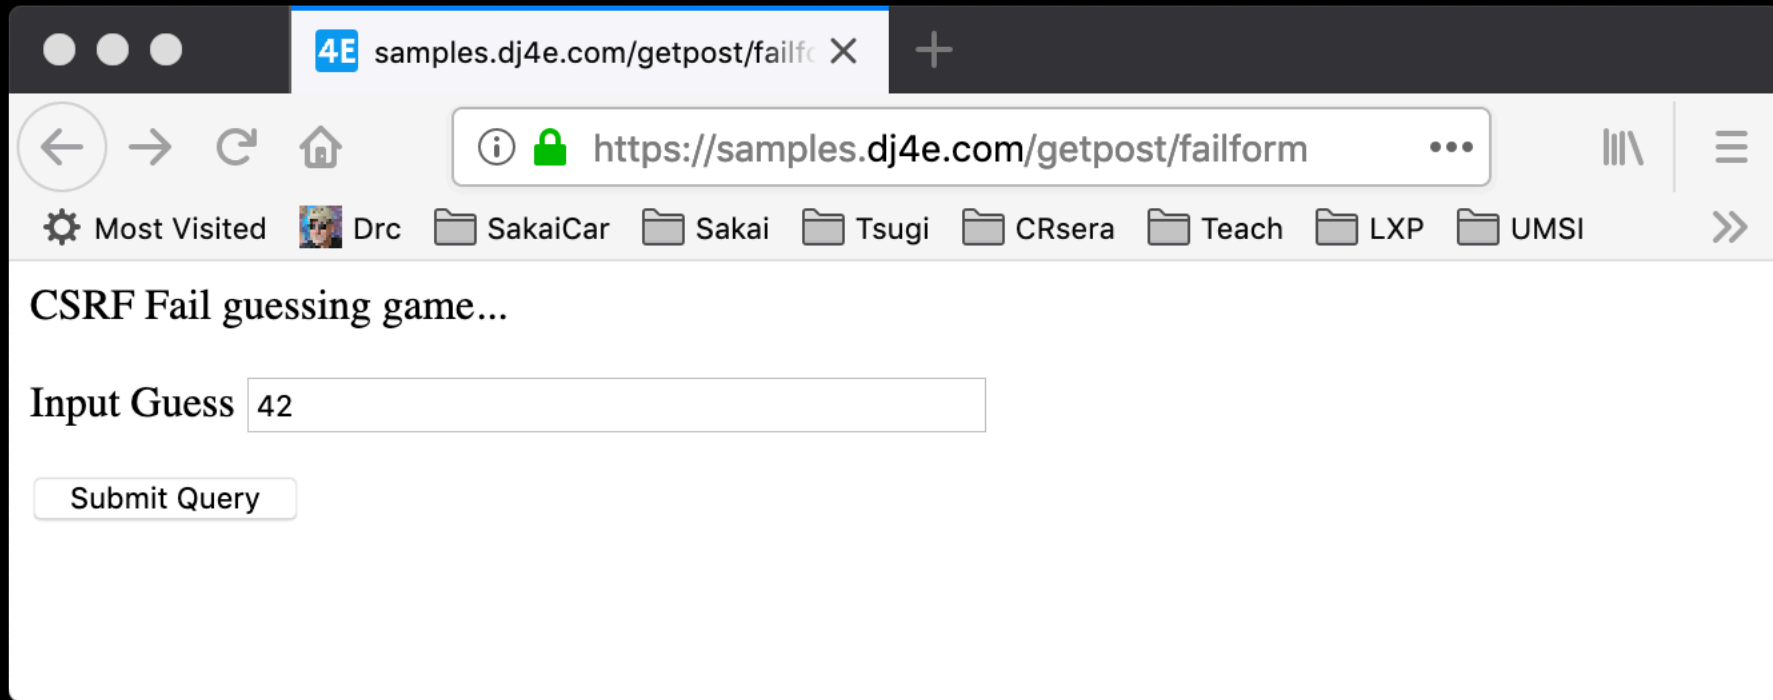 4E samples.dj4e.com/getpost/failfo
https://samples.dj4e.com/getpost/failform
Most Visited Drc SakaiCar Sakai Tsugi CRsera Teach LXP UMSI
CSRF Fail guessing game...
Input Guess 42
Submit Query